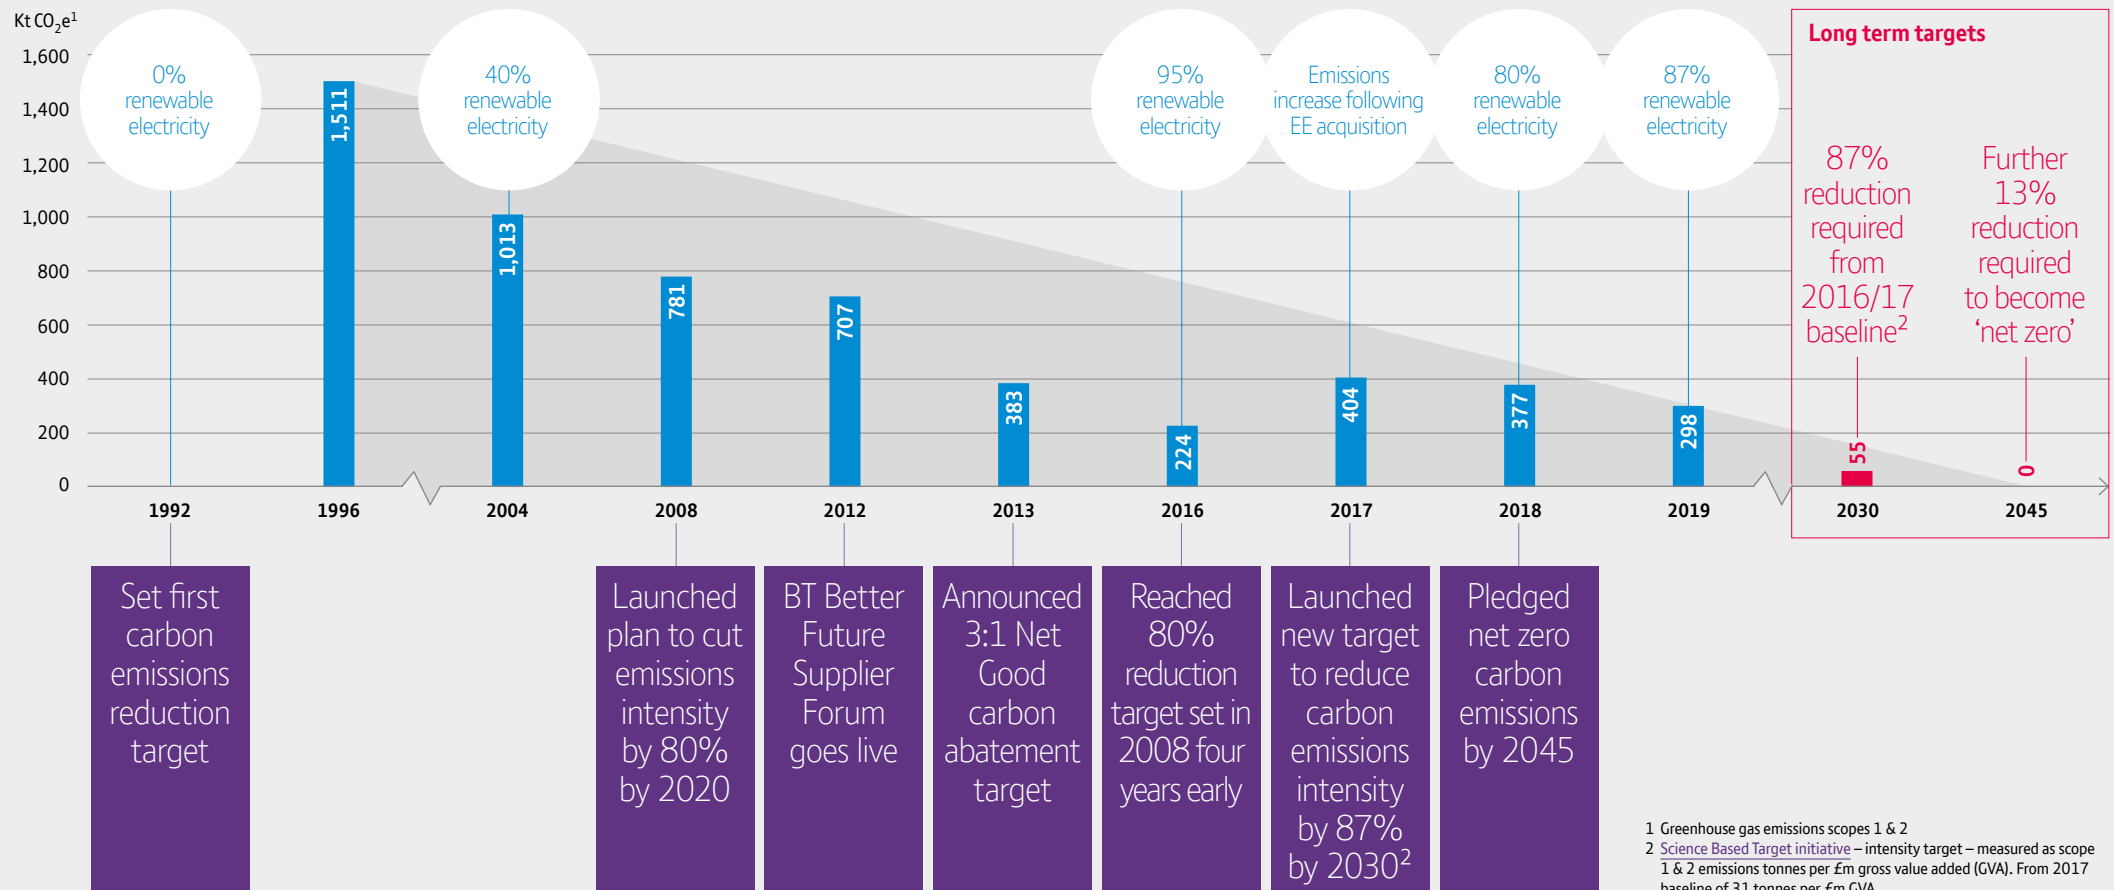 Kt CO₂e¹
1,600
1,400
1,200
1,000
800
600
400
200
0
0%
renewable
electricity
40%
renewable
electricity
95%
renewable
electricity
Emissions
increase following
EE acquisition
80%
renewable
electricity
87%
renewable
electricity
1,511
1,013
781
707
383
224
404
377
298
Long term targets
87%
reduction
required
from
2016/17
baseline²
Further
13%
reduction
required
to become
‘net zero’
55
0
1992
1996
2004
2008
2012
2013
2016
2017
2018
2019
2030
2045
Set first
carbon
emissions
reduction
target
Launched
plan to cut
emissions
intensity
by 80%
by 2020
BT Better
Future
Supplier
Forum
goes live
Announced
3:1 Net
Good
carbon
abatement
target
Reached
80%
reduction
target set in
2008 four
years early
Launched
new target
to reduce
carbon
emissions
intensity
by 87%
by 2030²
Pledged
net zero
carbon
emissions
by 2045
1 Greenhouse gas emissions scopes 1 & 2
2 Science Based Target initiative – intensity target – measured as scope
1 & 2 emissions tonnes per £m gross value added (GVA). From 2017
baseline of 31 tonnes per £m GVA